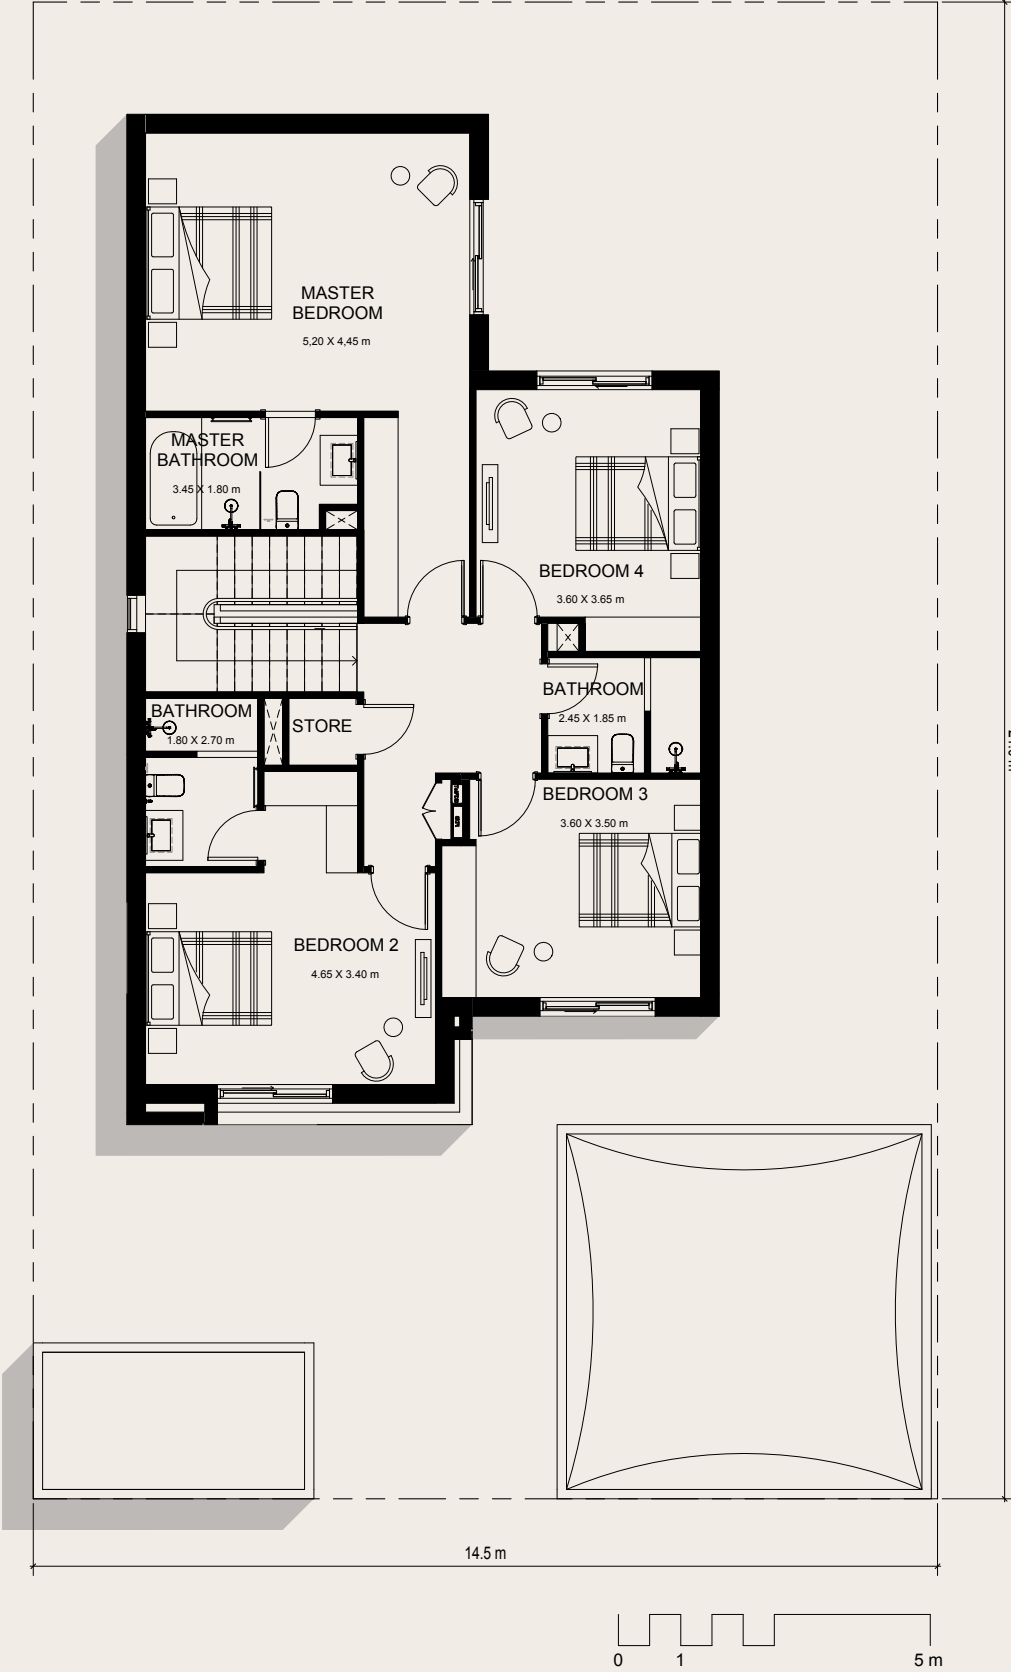 MASTER
BEDROOM
5,20 X 4,45 m
MASTER
BATHROOM
3.45 X 1.80 m
X
BEDROOM 4
3.60 X 3.65 m
X
BATHROOM
2.45 X 1.85 m
BATHROOM
1.80 X 2.70 m
STORE
BEDROOM 3
3.60 X 3.50 m
BEDROOM 2
4.65 X 3.40 m
14.5 m
0 1 5 m